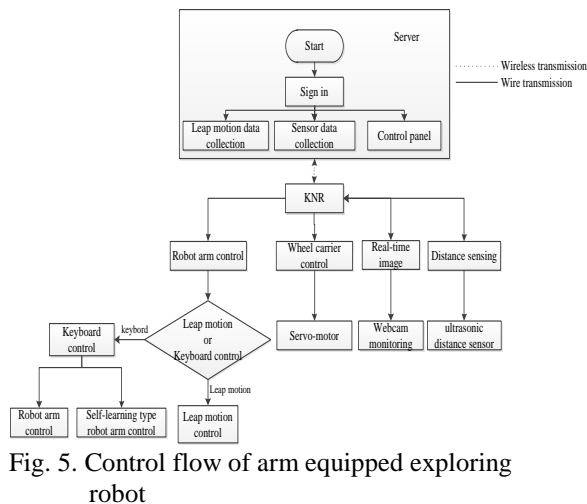 Server
Start
Wireless transmission
Wire transmission
Sign in
Leap motion data
collection
Sensor data
collection
Control panel
KNR
Robot arm control
Wheel carrier
control
Real-time
image
Distance sensing
Leap motion
or
Keyboard control
keybord
Keyboard
control
Servo-motor
Webcam
monitoring
ultrasonic
distance sensor
Leap motion
Robot arm
control
Self-learning type
robot arm control
Leap motion
control
Fig. 5. Control flow of arm equipped exploring
robot